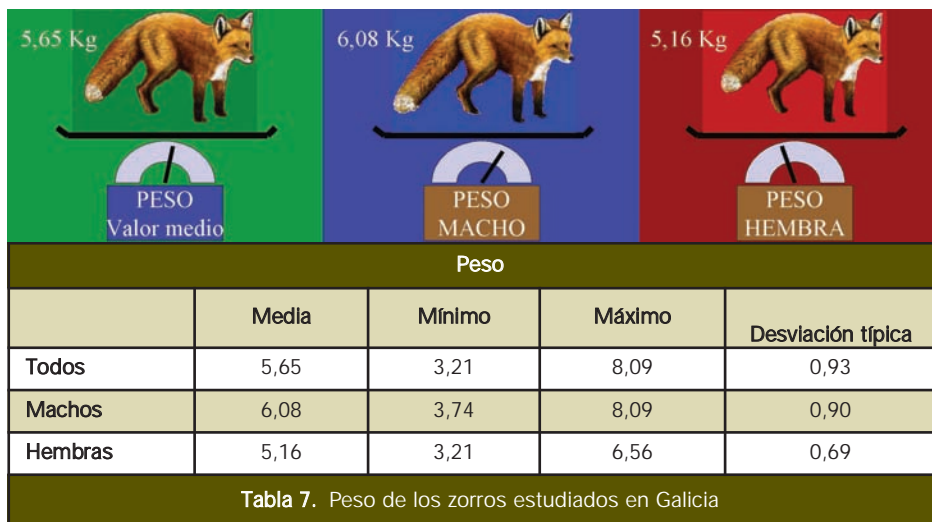 5,65 Kg
6,08 Kg
5,16 Kg
PESO
Valor medio
PESO
MACHO
PESO
HEMBRA
Peso
Media Mínimo Máximo Desviación típica
Todos 5,65 3,21 8,09 0,93
Machos 6,08 3,74 8,09 0,90
Hembras 5,16 3,21 6,56 0,69
Tabla 7. Peso de los zorros estudiados en Galicia